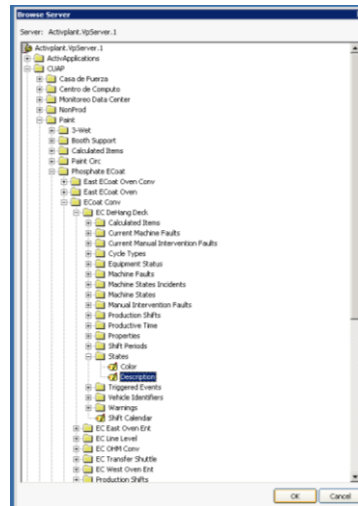 Browse Server
Server: Activplant.VpServer.1
Activplant.VpServer.1
ActivApplications
CUAP
Casa de Fuerza
Centro de Computo
Monitoreo Data Center
NonProd
Paint
3-Wet
Booth Support
Calculated Items
Paint Circ
Phosphate ECoat
East ECoat Oven Conv
East ECoat Oven
ECoat Conv
EC DeHang Deck
Calculated Items
Current Machine Faults
Current Manual Intervention Faults
Cycle Types
Equipment Status
Machine Faults
Machine States Incidents
Machine States
Manual Intervention Faults
Production Shifts
Productive Time
Properties
Shift Periods
States
Color
Description
Triggered Events
Vehicle Identifiers
Warnings
Shift Calendar
EC East Oven Ent
EC Line Level
EC OHM Conv
EC Transfer Shuttle
EC West Oven Ent
Production Shifts
OK Cancel